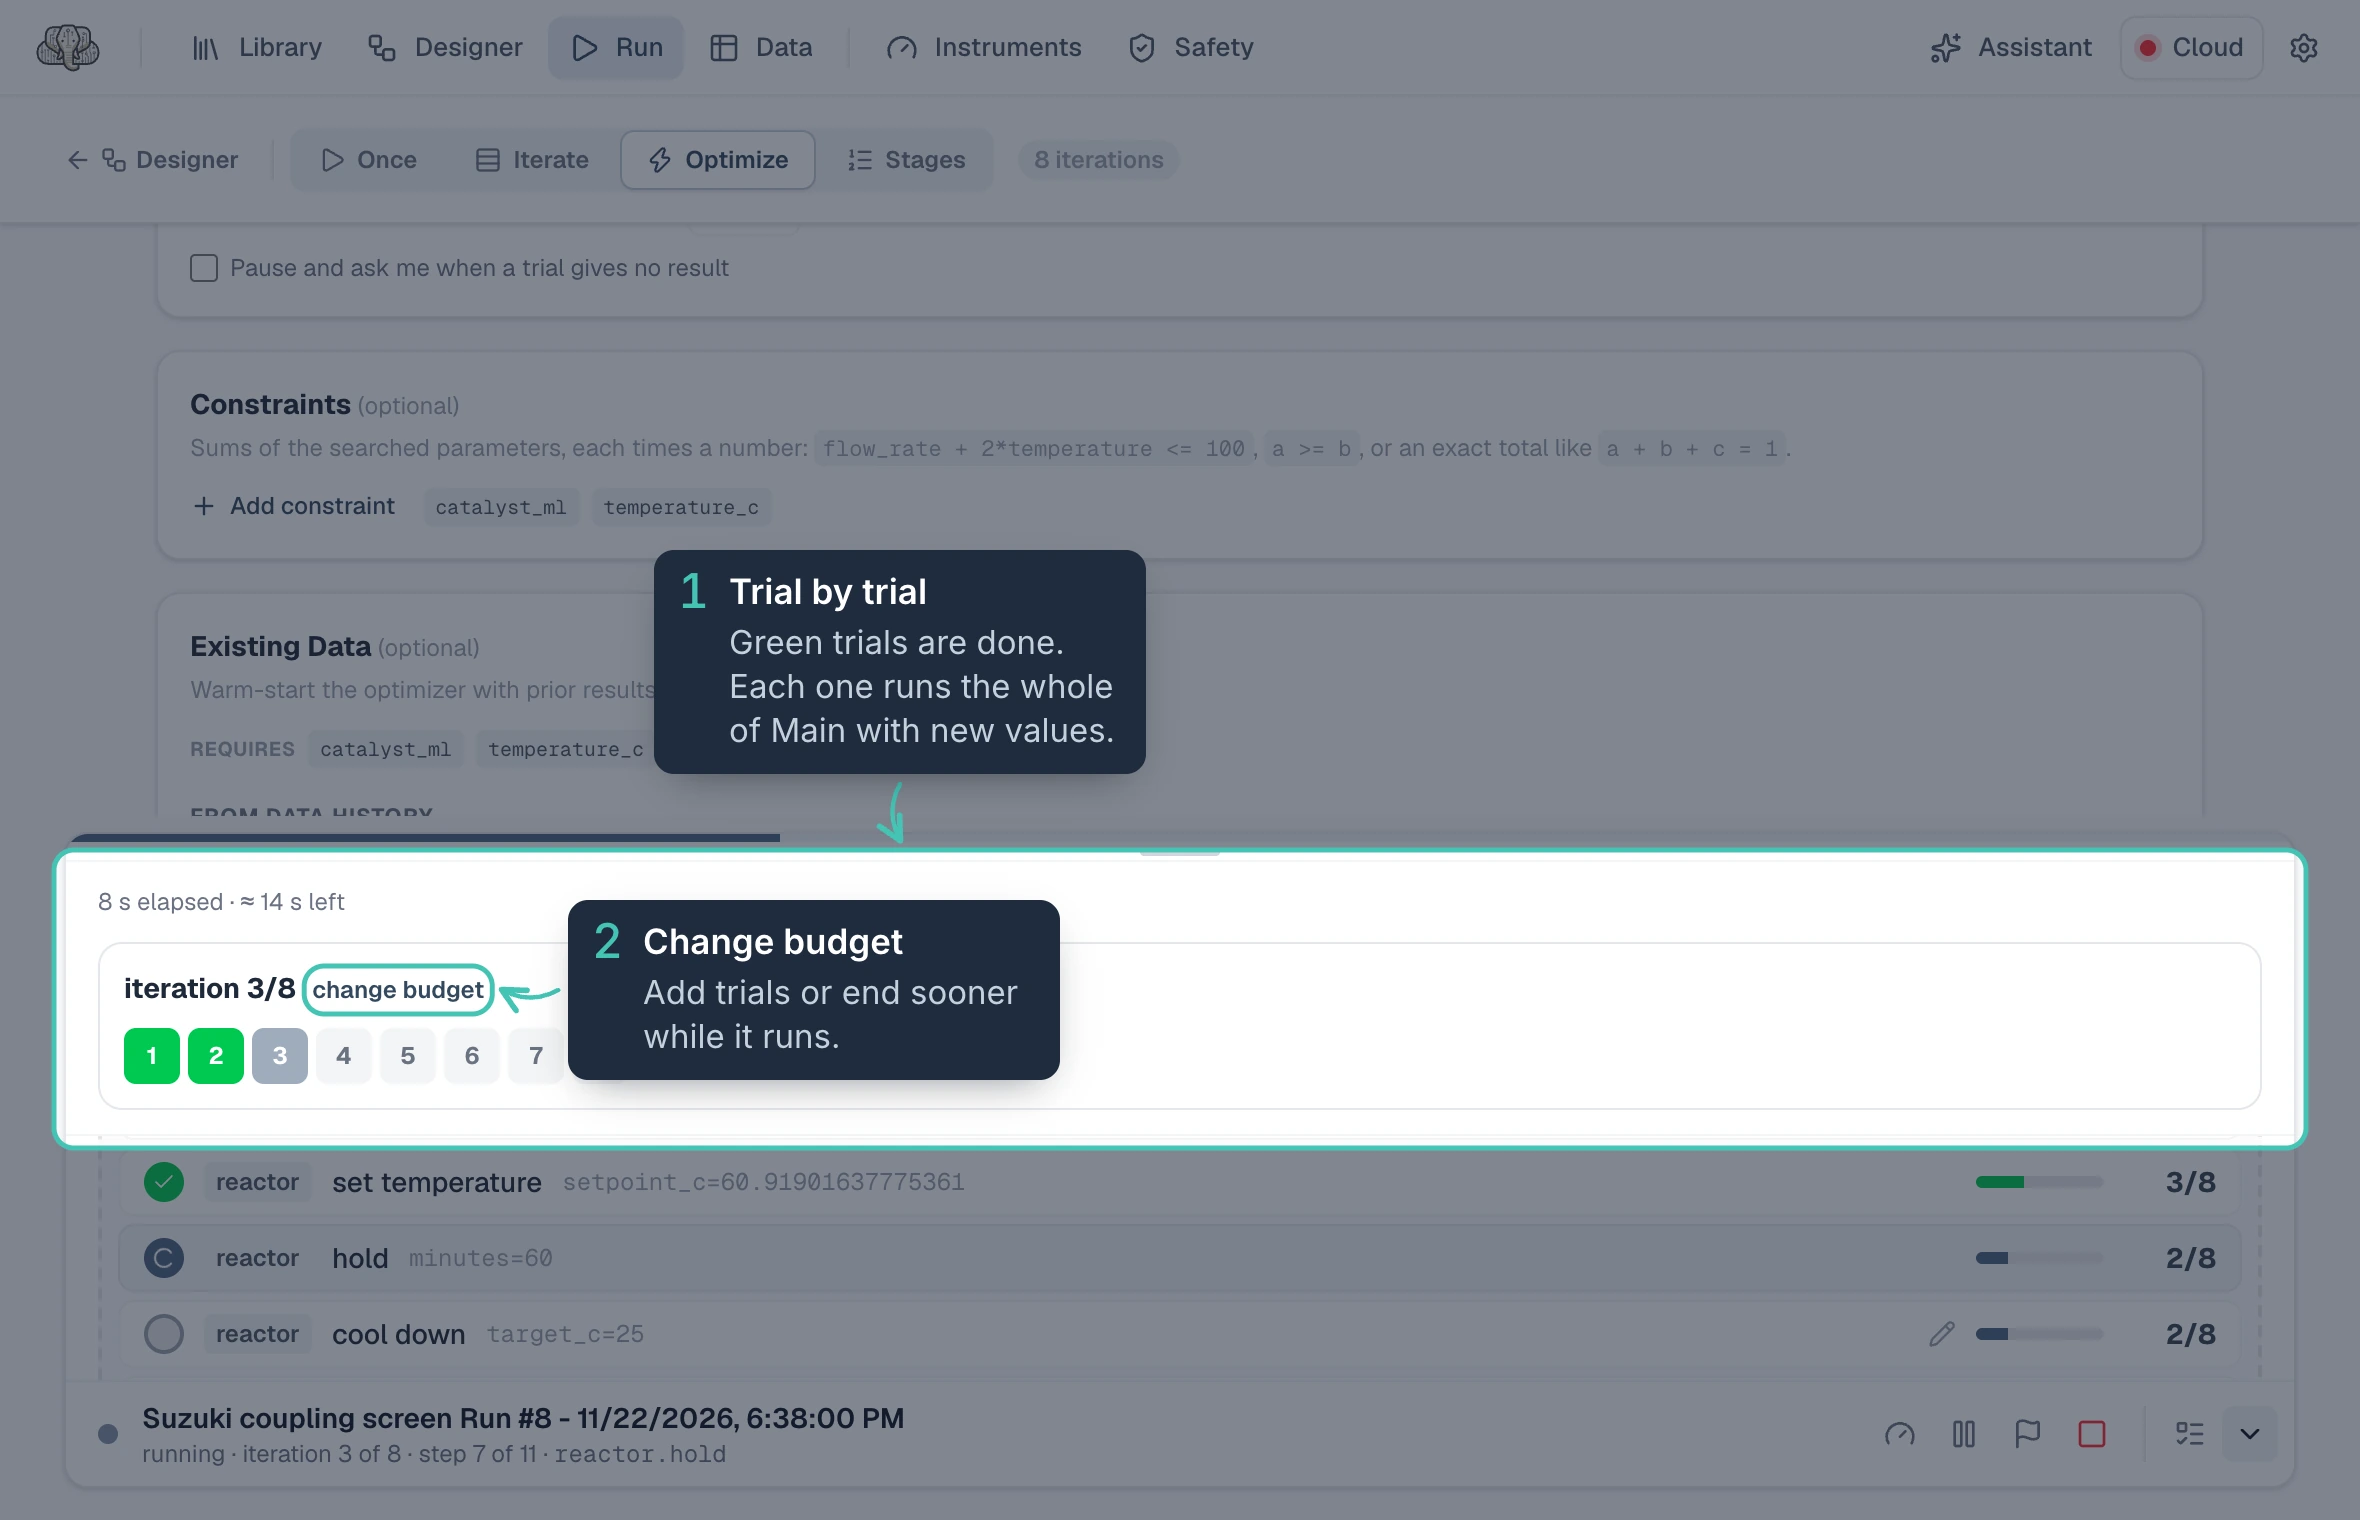 Library Designer Run Data Instruments Safety Assistant Cloud
Designer Once Iterate Optimize Stages 8 iterations
Pause and ask me when a trial gives no result
Constraints (optional)
Sums of the searched parameters, each times a number: flow_rate + 2*temperature <= 100, a >= b, or an exact total like a + b + c = 1.
Add constraint catalyst_ml temperature_c
Existing Data (optional)
Warm-start the optimizer with prior results
REQUIRES catalyst_ml temperature_c
FROM DATA HISTORY
1 Trial by trial
Green trials are done.
Each one runs the whole
of Main with new values.
8 s elapsed · ≈ 14 s left
iteration 3/8 change budget
1 2 3 4 5 6 7
2 Change budget
Add trials or end sooner
while it runs.
reactor set temperature setpoint_c=60.91901637775361 3/8
reactor hold minutes=60 2/8
reactor cool down target_c=25 2/8
Suzuki coupling screen Run #8 - 11/22/2026, 6:38:00 PM
running · iteration 3 of 8 · step 7 of 11 · reactor.hold